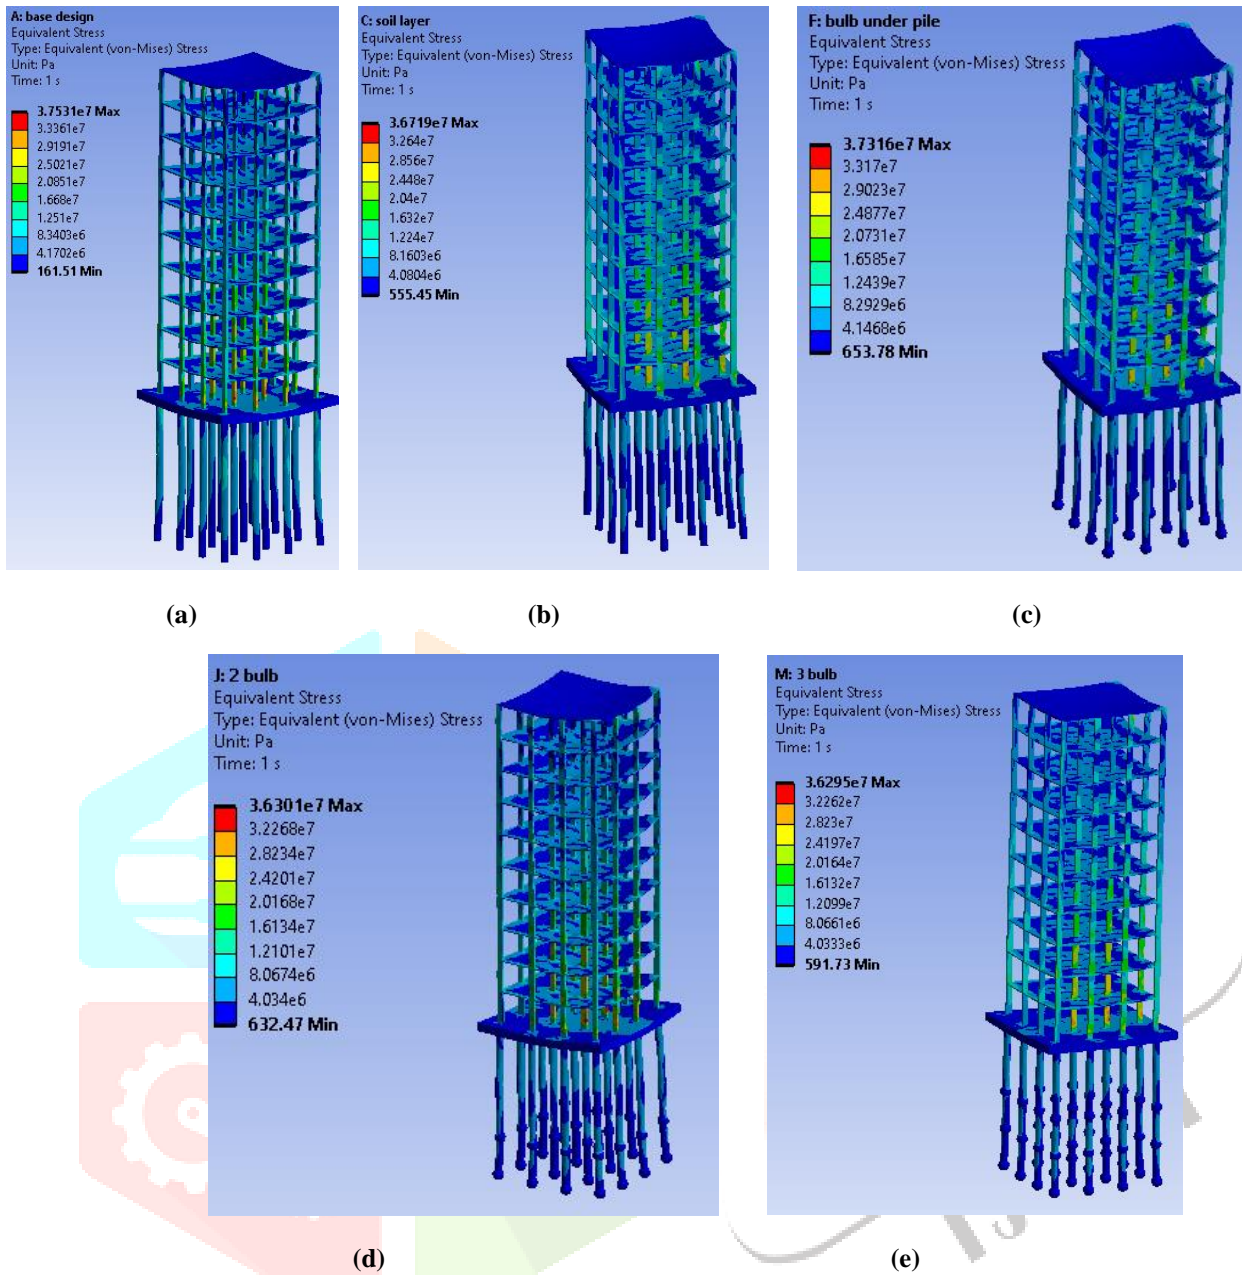 A: base design
Equivalent Stress
Type: Equivalent (von-Mises) Stress
Unit: Pa
Time: 1 s
3.7531e7 Max
3.3361e7
2.9191e7
2.5021e7
2.0851e7
1.668e7
1.251e7
8.3403e6
4.1702e6
161.51 Min
C: soil layer
Equivalent Stress
Type: Equivalent (von-Mises) Stress
Unit: Pa
Time: 1 s
3.6719e7 Max
3.264e7
2.856e7
2.448e7
2.04e7
1.632e7
1.224e7
8.1603e6
4.0804e6
555.45 Min
F: bulb under pile
Equivalent Stress
Type: Equivalent (von-Mises) Stress
Unit: Pa
Time: 1 s
3.7316e7 Max
3.317e7
2.9023e7
2.4877e7
2.0731e7
1.6585e7
1.2439e7
8.2929e6
4.1468e6
653.78 Min
(a)
(b)
(c)
J: 2 bulb
Equivalent Stress
Type: Equivalent (von-Mises) Stress
Unit: Pa
Time: 1 s
3.6301e7 Max
3.2268e7
2.8234e7
2.4201e7
2.0168e7
1.6134e7
1.2101e7
8.0674e6
4.034e6
632.47 Min
M: 3 bulb
Equivalent Stress
Type: Equivalent (von-Mises) Stress
Unit: Pa
Time: 1 s
3.6295e7 Max
3.2262e7
2.823e7
2.4197e7
2.0164e7
1.6132e7
1.2099e7
8.0661e6
4.0333e6
591.73 Min
(d)
(e)